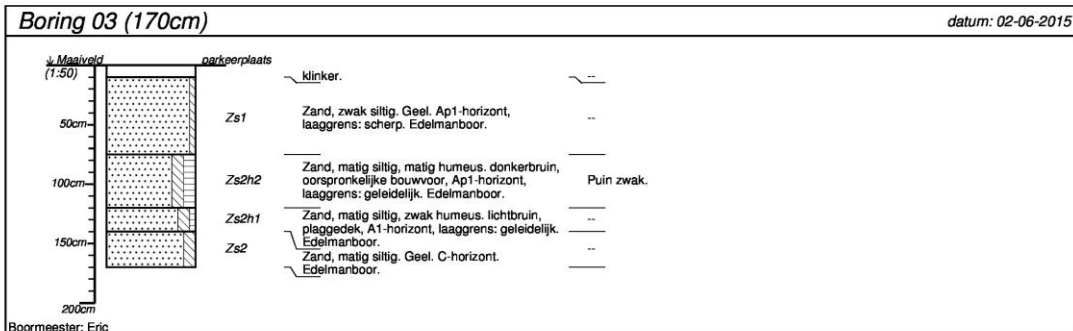 Boring 03 (170cm)
datum: 02-06-2015
Maaiveld
parkeerplaats
(1:50)
klinker.
--
50cm
Zs1
Zand, zwak siltig. Geel. Ap1-horizont,
laaggrens: scherp. Edelmanboor.
--
100cm
Zs2h2
Zand, matig siltig, matig humeus. donkerbruin,
oorspronkelijke bouwvoor, Ap1-horizont,
laaggrens: geleidelijk. Edelmanboor.
Puin zwak.
Zs2h1
Zand, matig siltig, zwak humeus. lichtbruin,
plaggedek, A1-horizont, laaggrens: geleidelijk.
Edelmanboor.
--
150cm
Zs2
Zand, matig siltig. Geel. C-horizont.
Edelmanboor.
--
200cm
Boormeester: Eric